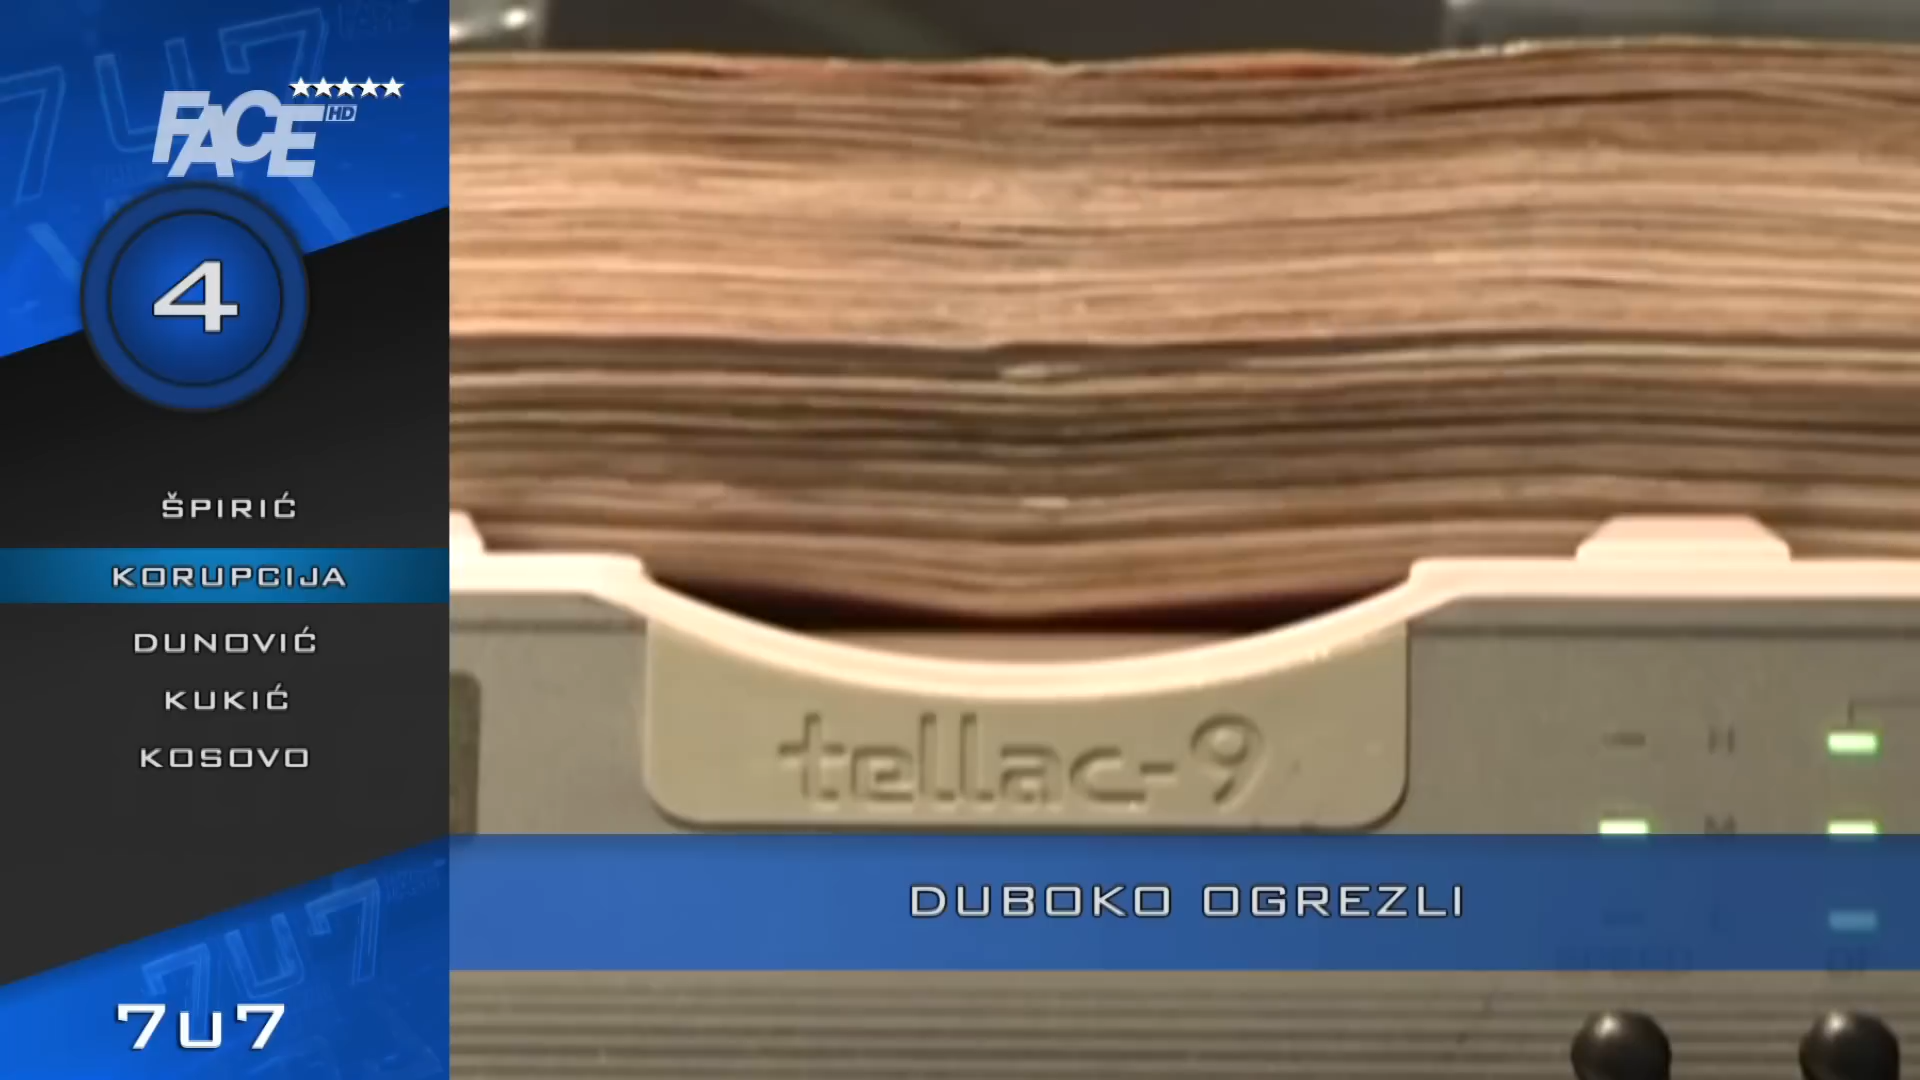 FACE HD
4
ŠPIRIĆ
KORUPCIJA
DUNOVIĆ
KUKIĆ
KOSOVO
7u7
tellac-9
H
M
DUBOKO OGREZLI